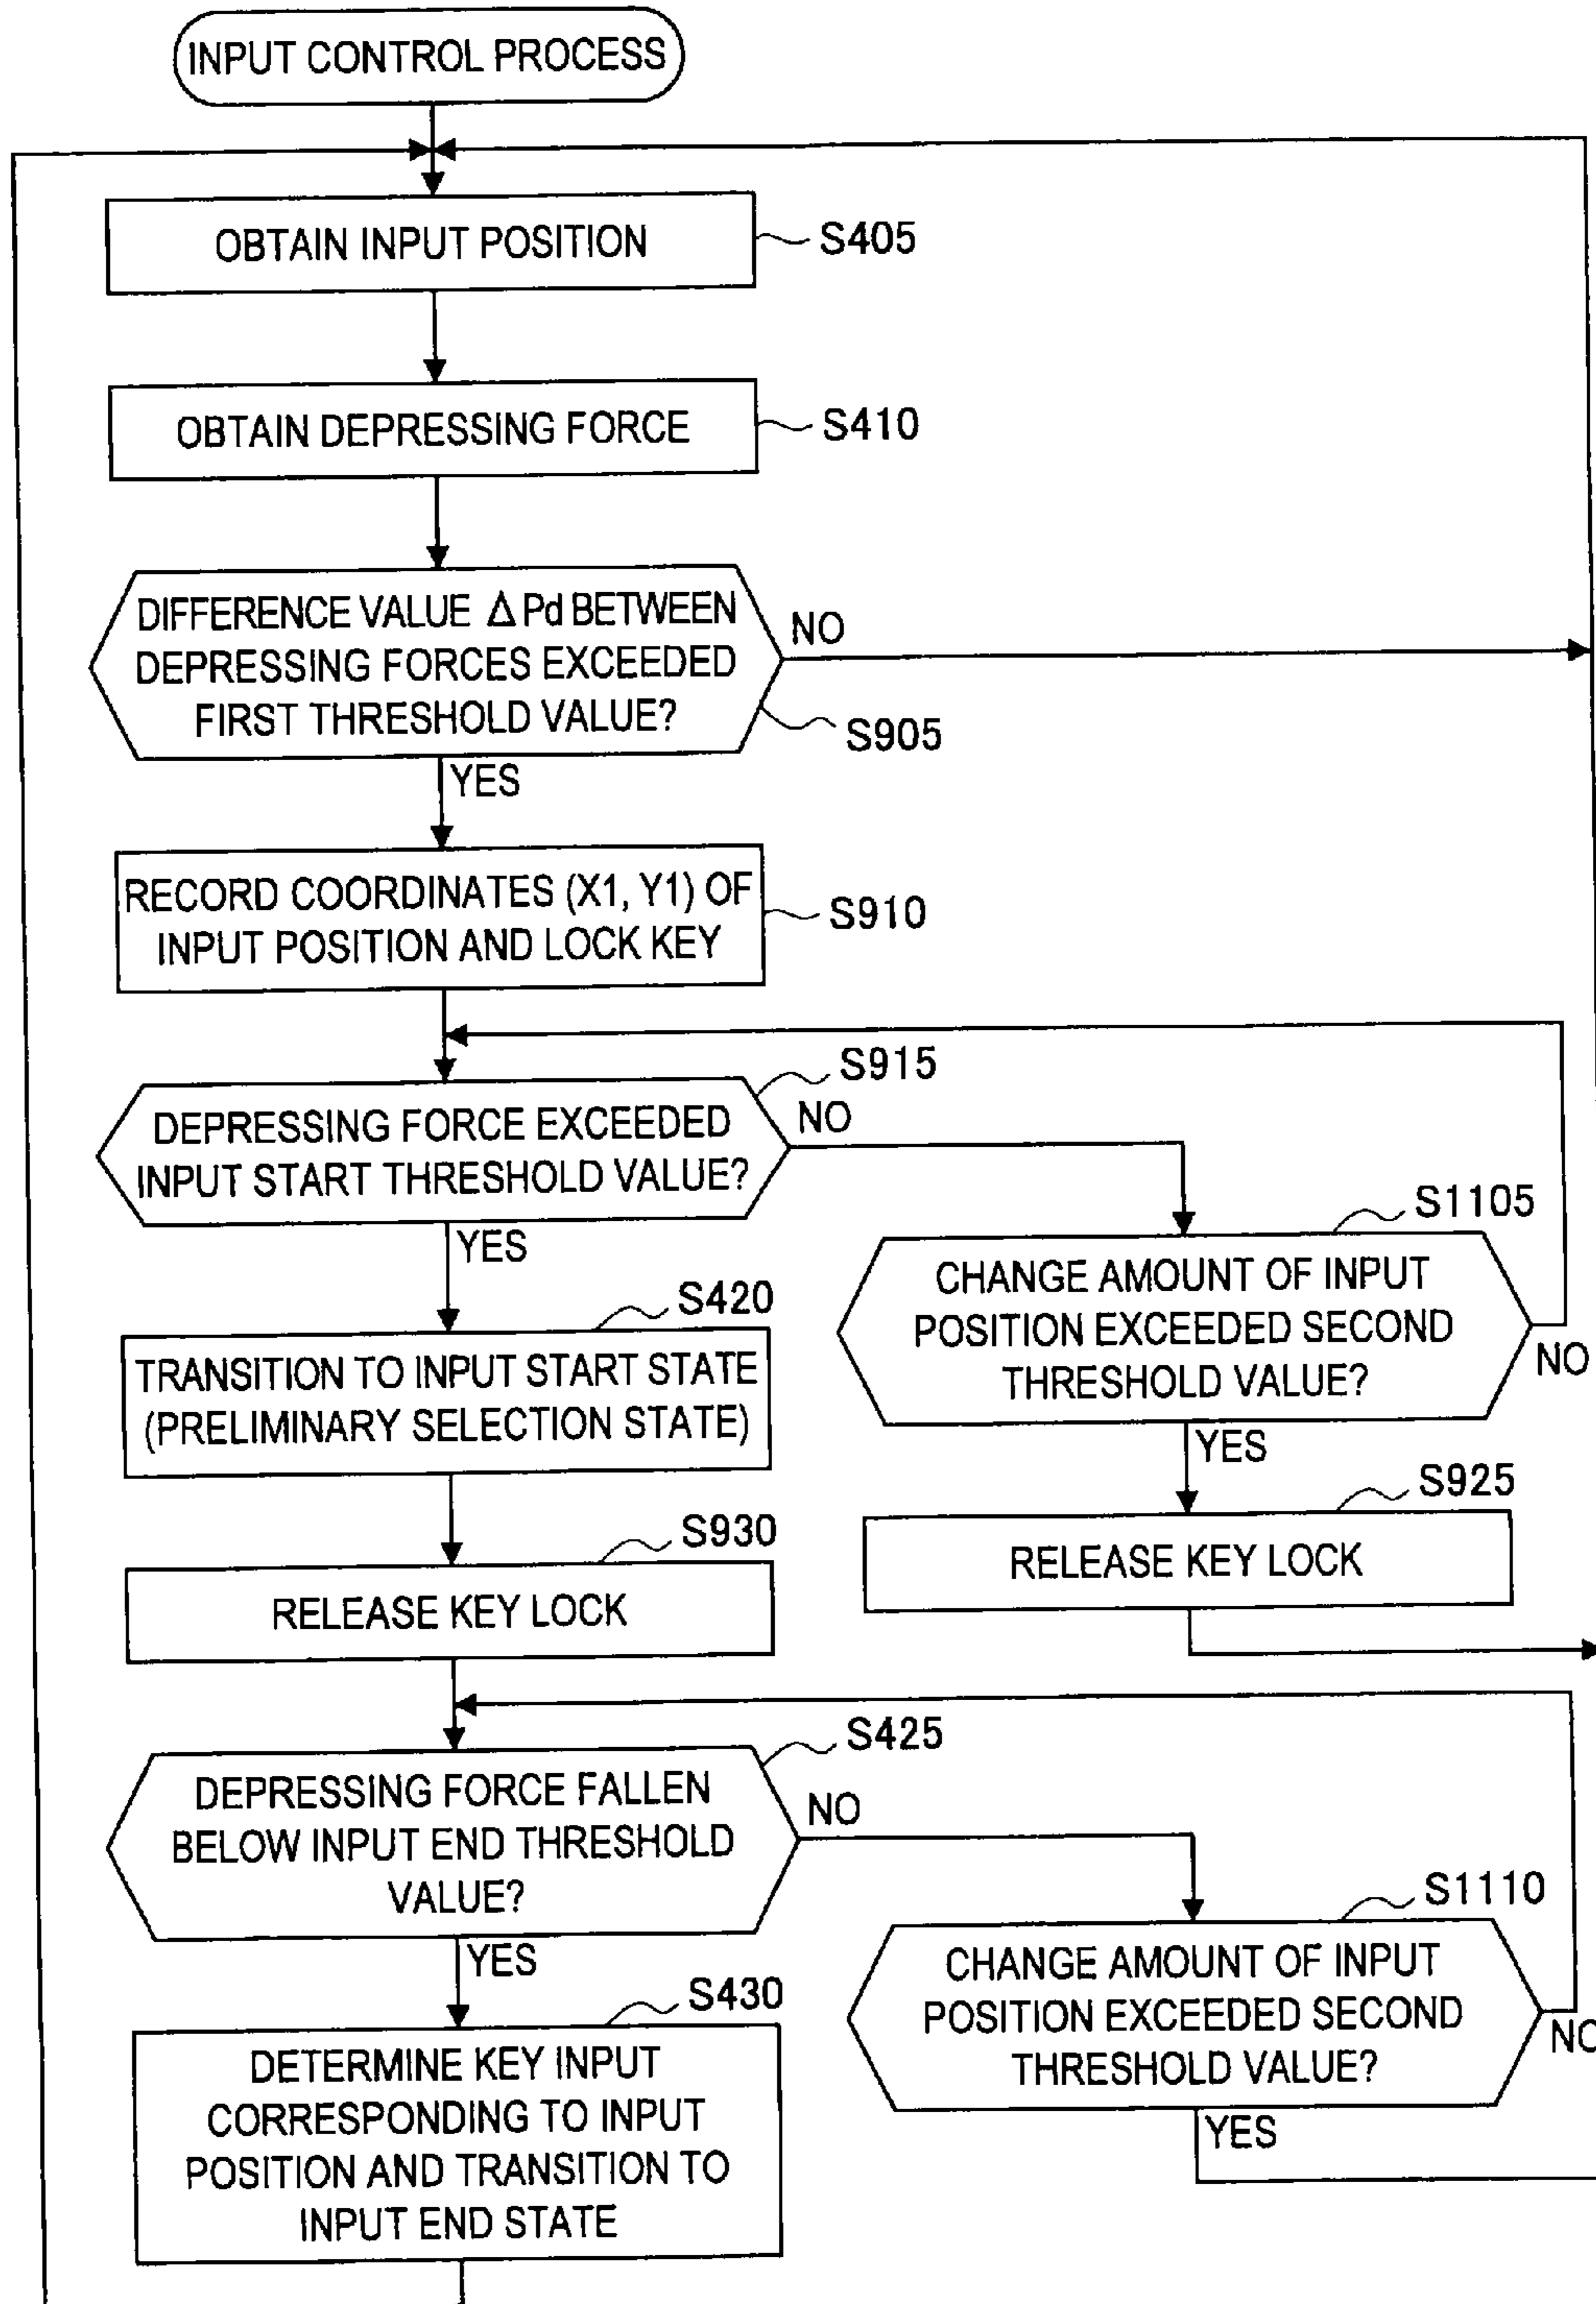 INPUT CONTROL PROCESS
OBTAIN INPUT POSITION
S405
OBTAIN DEPRESSING FORCE
S410
DIFFERENCE VALUE Δ Pd BETWEEN
DEPRESSING FORCES EXCEEDED
FIRST THRESHOLD VALUE?
NO
S905
YES
RECORD COORDINATES (X1, Y1) OF
INPUT POSITION AND LOCK KEY
S910
S915
DEPRESSING FORCE EXCEEDED
INPUT START THRESHOLD VALUE?
NO
YES
S1105
CHANGE AMOUNT OF INPUT
POSITION EXCEEDED SECOND
THRESHOLD VALUE?
NO
YES
S420
TRANSITION TO INPUT START STATE
(PRELIMINARY SELECTION STATE)
S925
RELEASE KEY LOCK
S930
RELEASE KEY LOCK
S425
DEPRESSING FORCE FALLEN
BELOW INPUT END THRESHOLD
VALUE?
NO
YES
S1110
CHANGE AMOUNT OF INPUT
POSITION EXCEEDED SECOND
THRESHOLD VALUE?
NO
YES
S430
DETERMINE KEY INPUT
CORRESPONDING TO INPUT
POSITION AND TRANSITION TO
INPUT END STATE